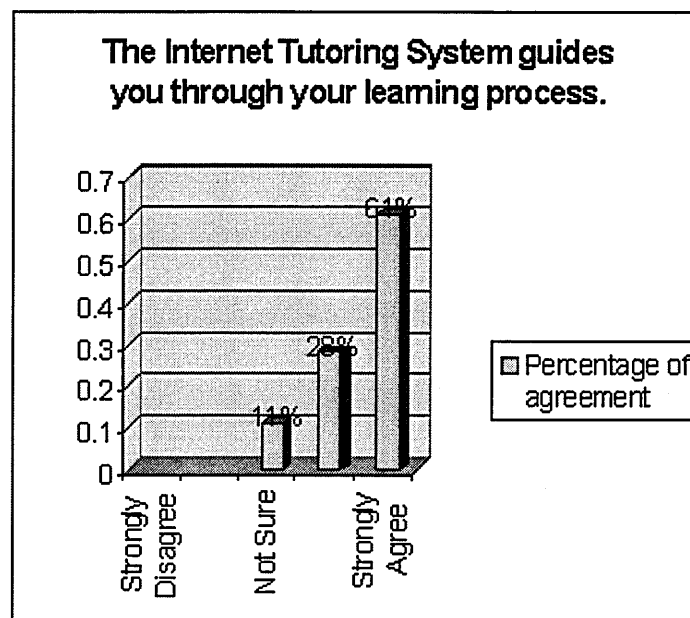 The Internet Tutoring System guides
you through your learning process.
0.7
0.6
0.5
0.4
0.3
0.2
0.1
0
61%
28%
11%
Strongly
Disagree
Not Sure
Strongly
Agree
Percentage of
agreement